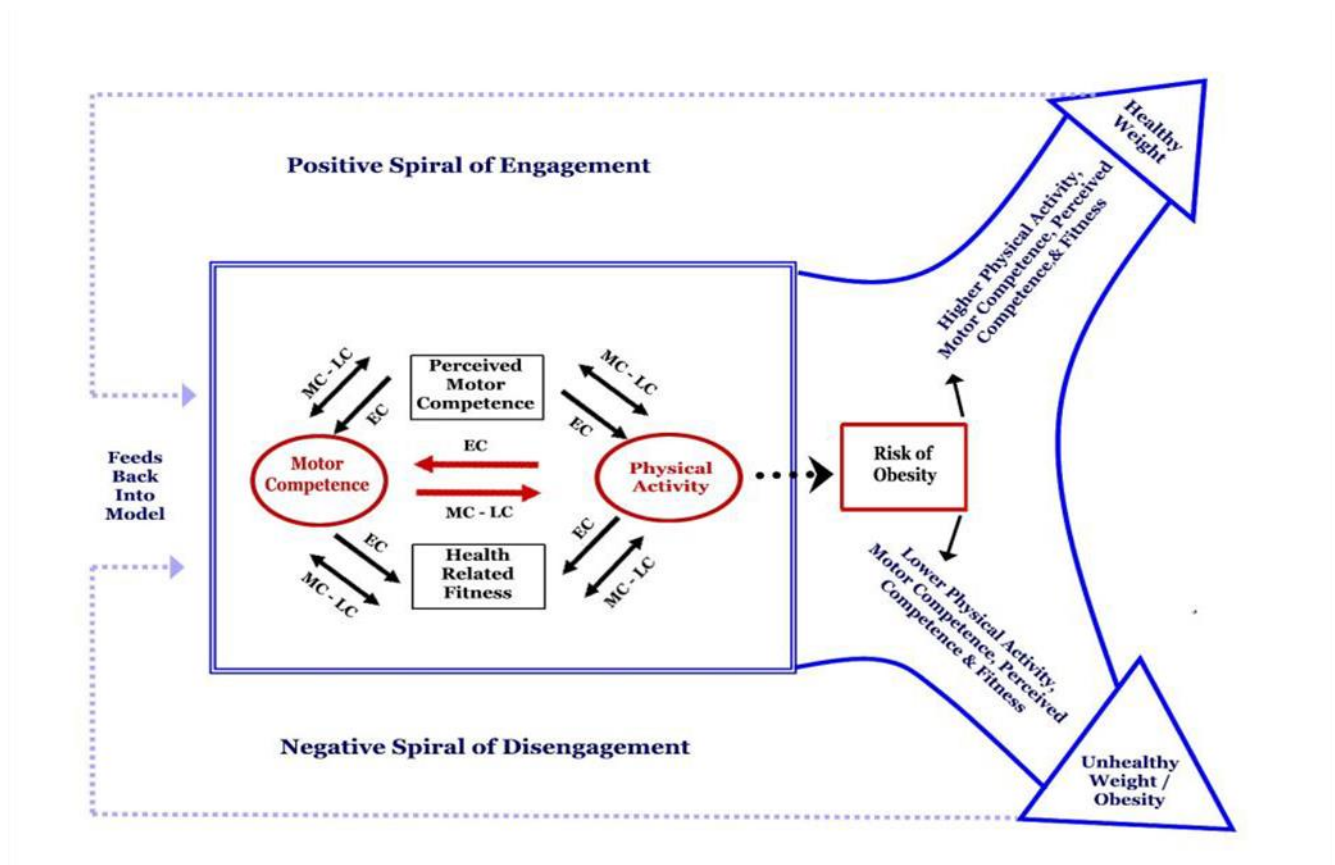 Healthy
Weight
Positive Spiral of Engagement
Higher Physical Activity,
Motor Competence, Perceived
Competence,& Fitness
MC - LC
EC
Perceived
Motor
Competence
MC - LC
EC
Feeds
Back
Into
Model
Motor
Competence
EC
MC - LC
Physical
Activity
Risk of
Obesity
EC
MC - LC
Health
Related
Fitness
EC
MC - LC
Lower Physical Activity,
Motor Competence, Perceived
Competence & Fitness
Negative Spiral of Disengagement
Unhealthy
Weight /
Obesity